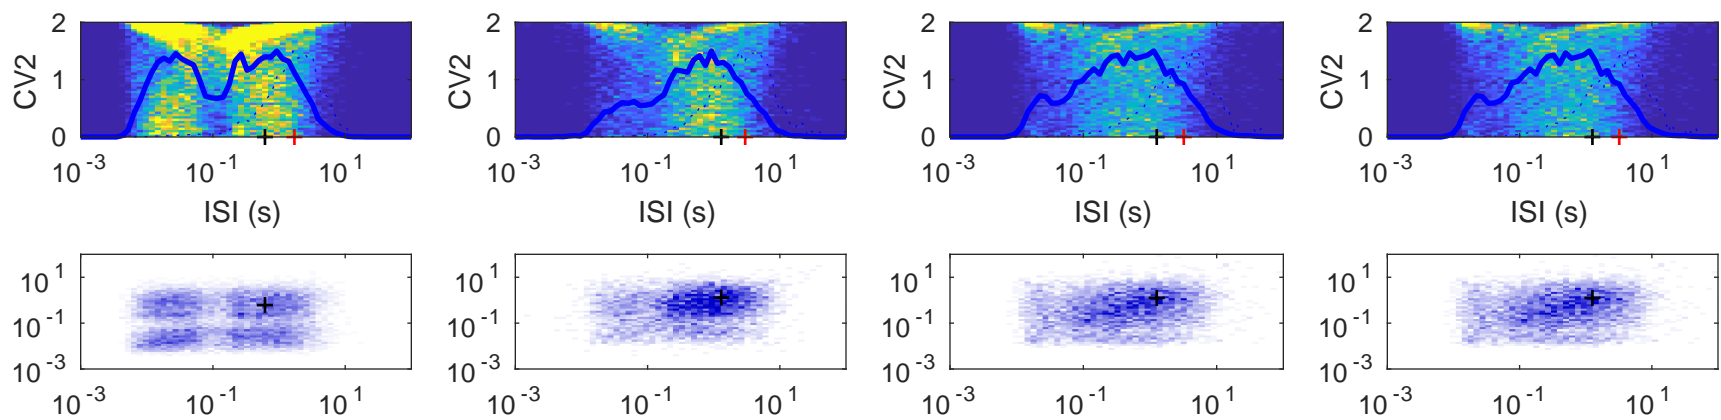 2 2 2 2
CV2 CV2 CV2 CV2
1 1 1 1
0 0 0 0
10^-3 10^-1 10^1 10^-3 10^-1 10^1 10^-3 10^-1 10^1 10^-3 10^-1 10^1
ISI (s) ISI (s) ISI (s) ISI (s)
10^1 10^1 10^1 10^1
10^-1 10^-1 10^-1 10^-1
10^-3 10^-3 10^-3 10^-3
10^-3 10^-1 10^1 10^-3 10^-1 10^1 10^-3 10^-1 10^1 10^-3 10^-1 10^1